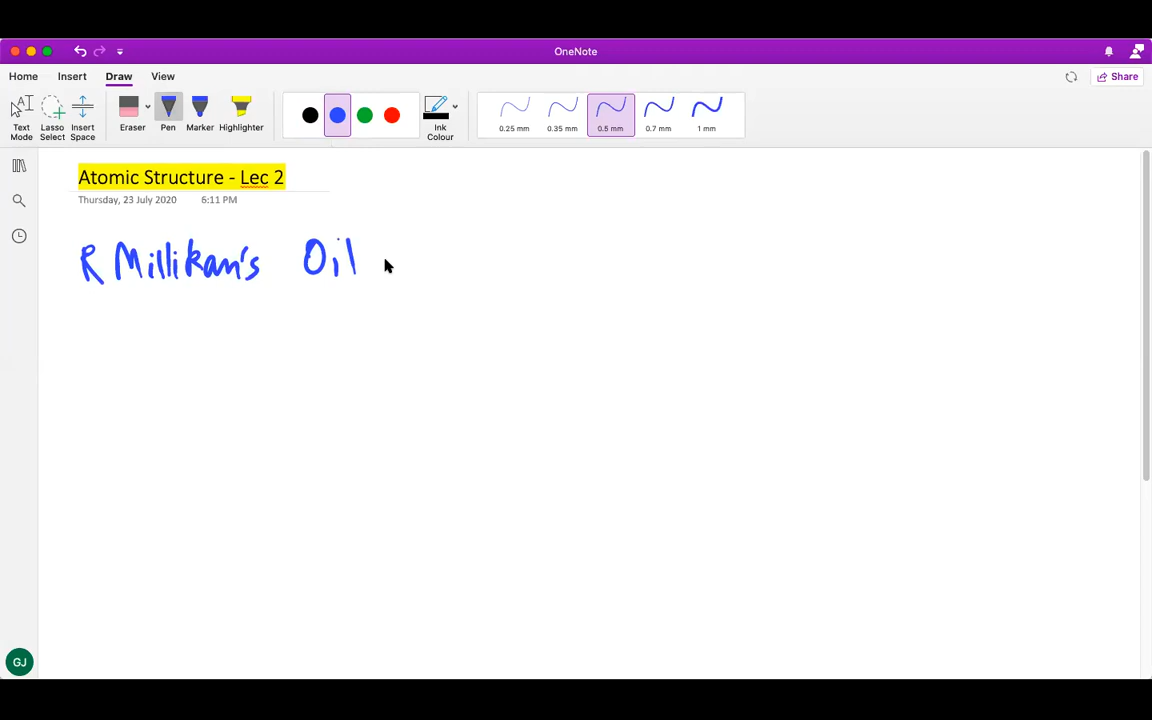 OneNote
Home Insert Draw View
Share
Text Mode
Lasso Select
Insert Space
Eraser
Pen
Marker
Highlighter
Ink Colour
0.25 mm
0.35 mm
0.5 mm
0.7 mm
1 mm
Atomic Structure - Lec 2
Thursday, 23 July 2020 6:11 PM
R Millikan's Oil
GJ